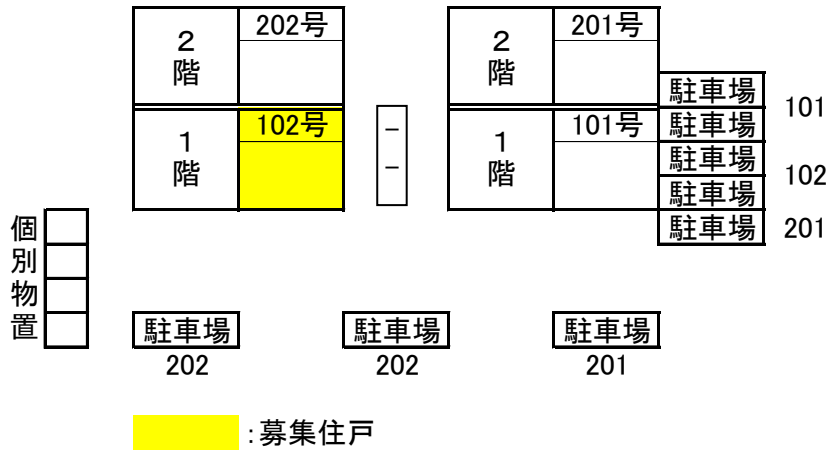 202号
201号
2階
2階
駐車場
101
102号
101号
駐車場
1階
1階
駐車場
102
駐車場
駐車場
201
個別物置
駐車場
駐車場
駐車場
202
202
201
:募集住戸